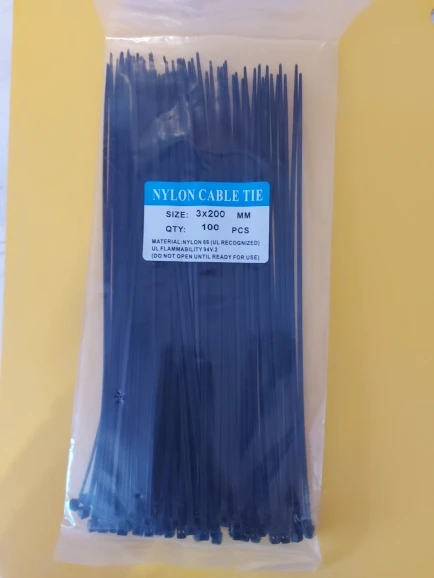 NYLON CABLE TIE
SIZE: 3x200 MM
QTY: 100 PCS
MATERIAL:NYLON 66 (UL RECOGNIZED)
UL FLAMMABILITY 94V.2
(DO NOT OPEN UNTIL READY FOR USE)